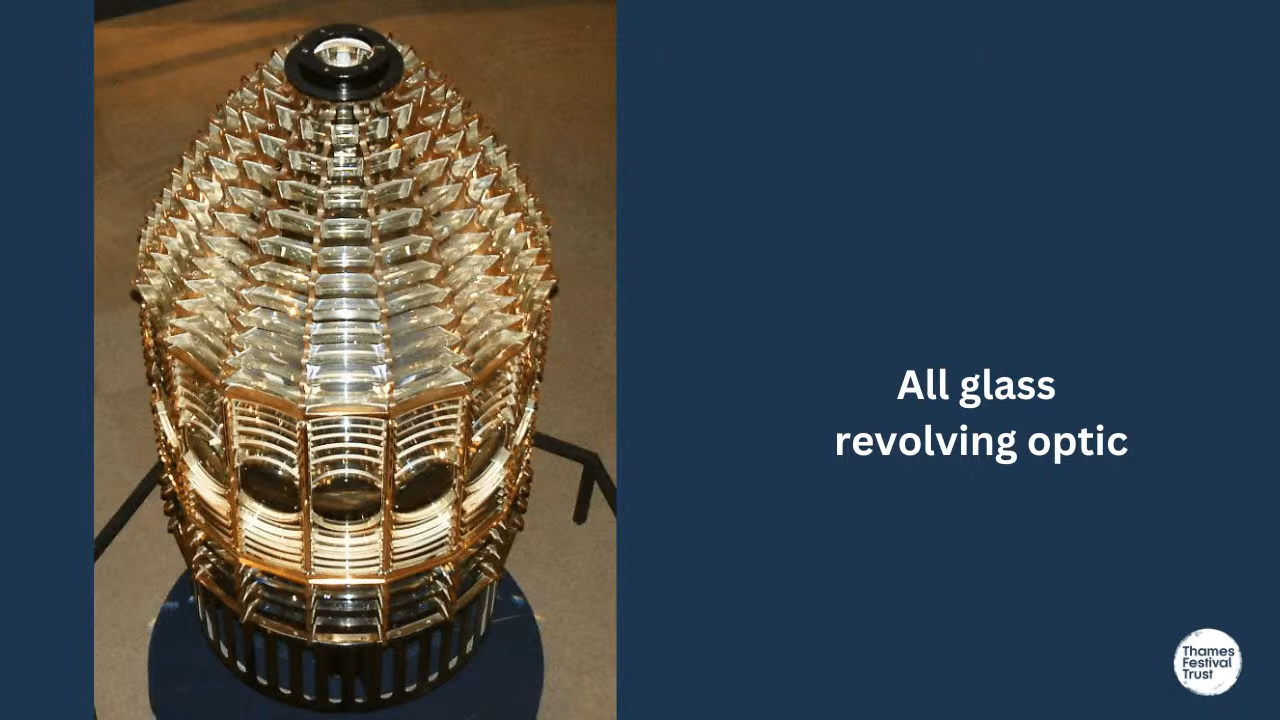 All glass
revolving optic
Thames
Festival
Trust